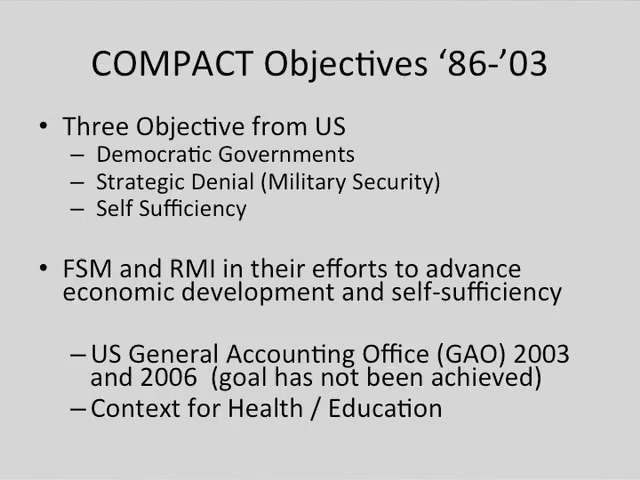 COMPACT Objectives ‘86-’03
• Three Objective from US
– Democratic Governments
– Strategic Denial (Military Security)
– Self Sufficiency
• FSM and RMI in their efforts to advance
economic development and self-sufficiency
– US General Accounting Office (GAO) 2003
and 2006 (goal has not been achieved)
– Context for Health / Education